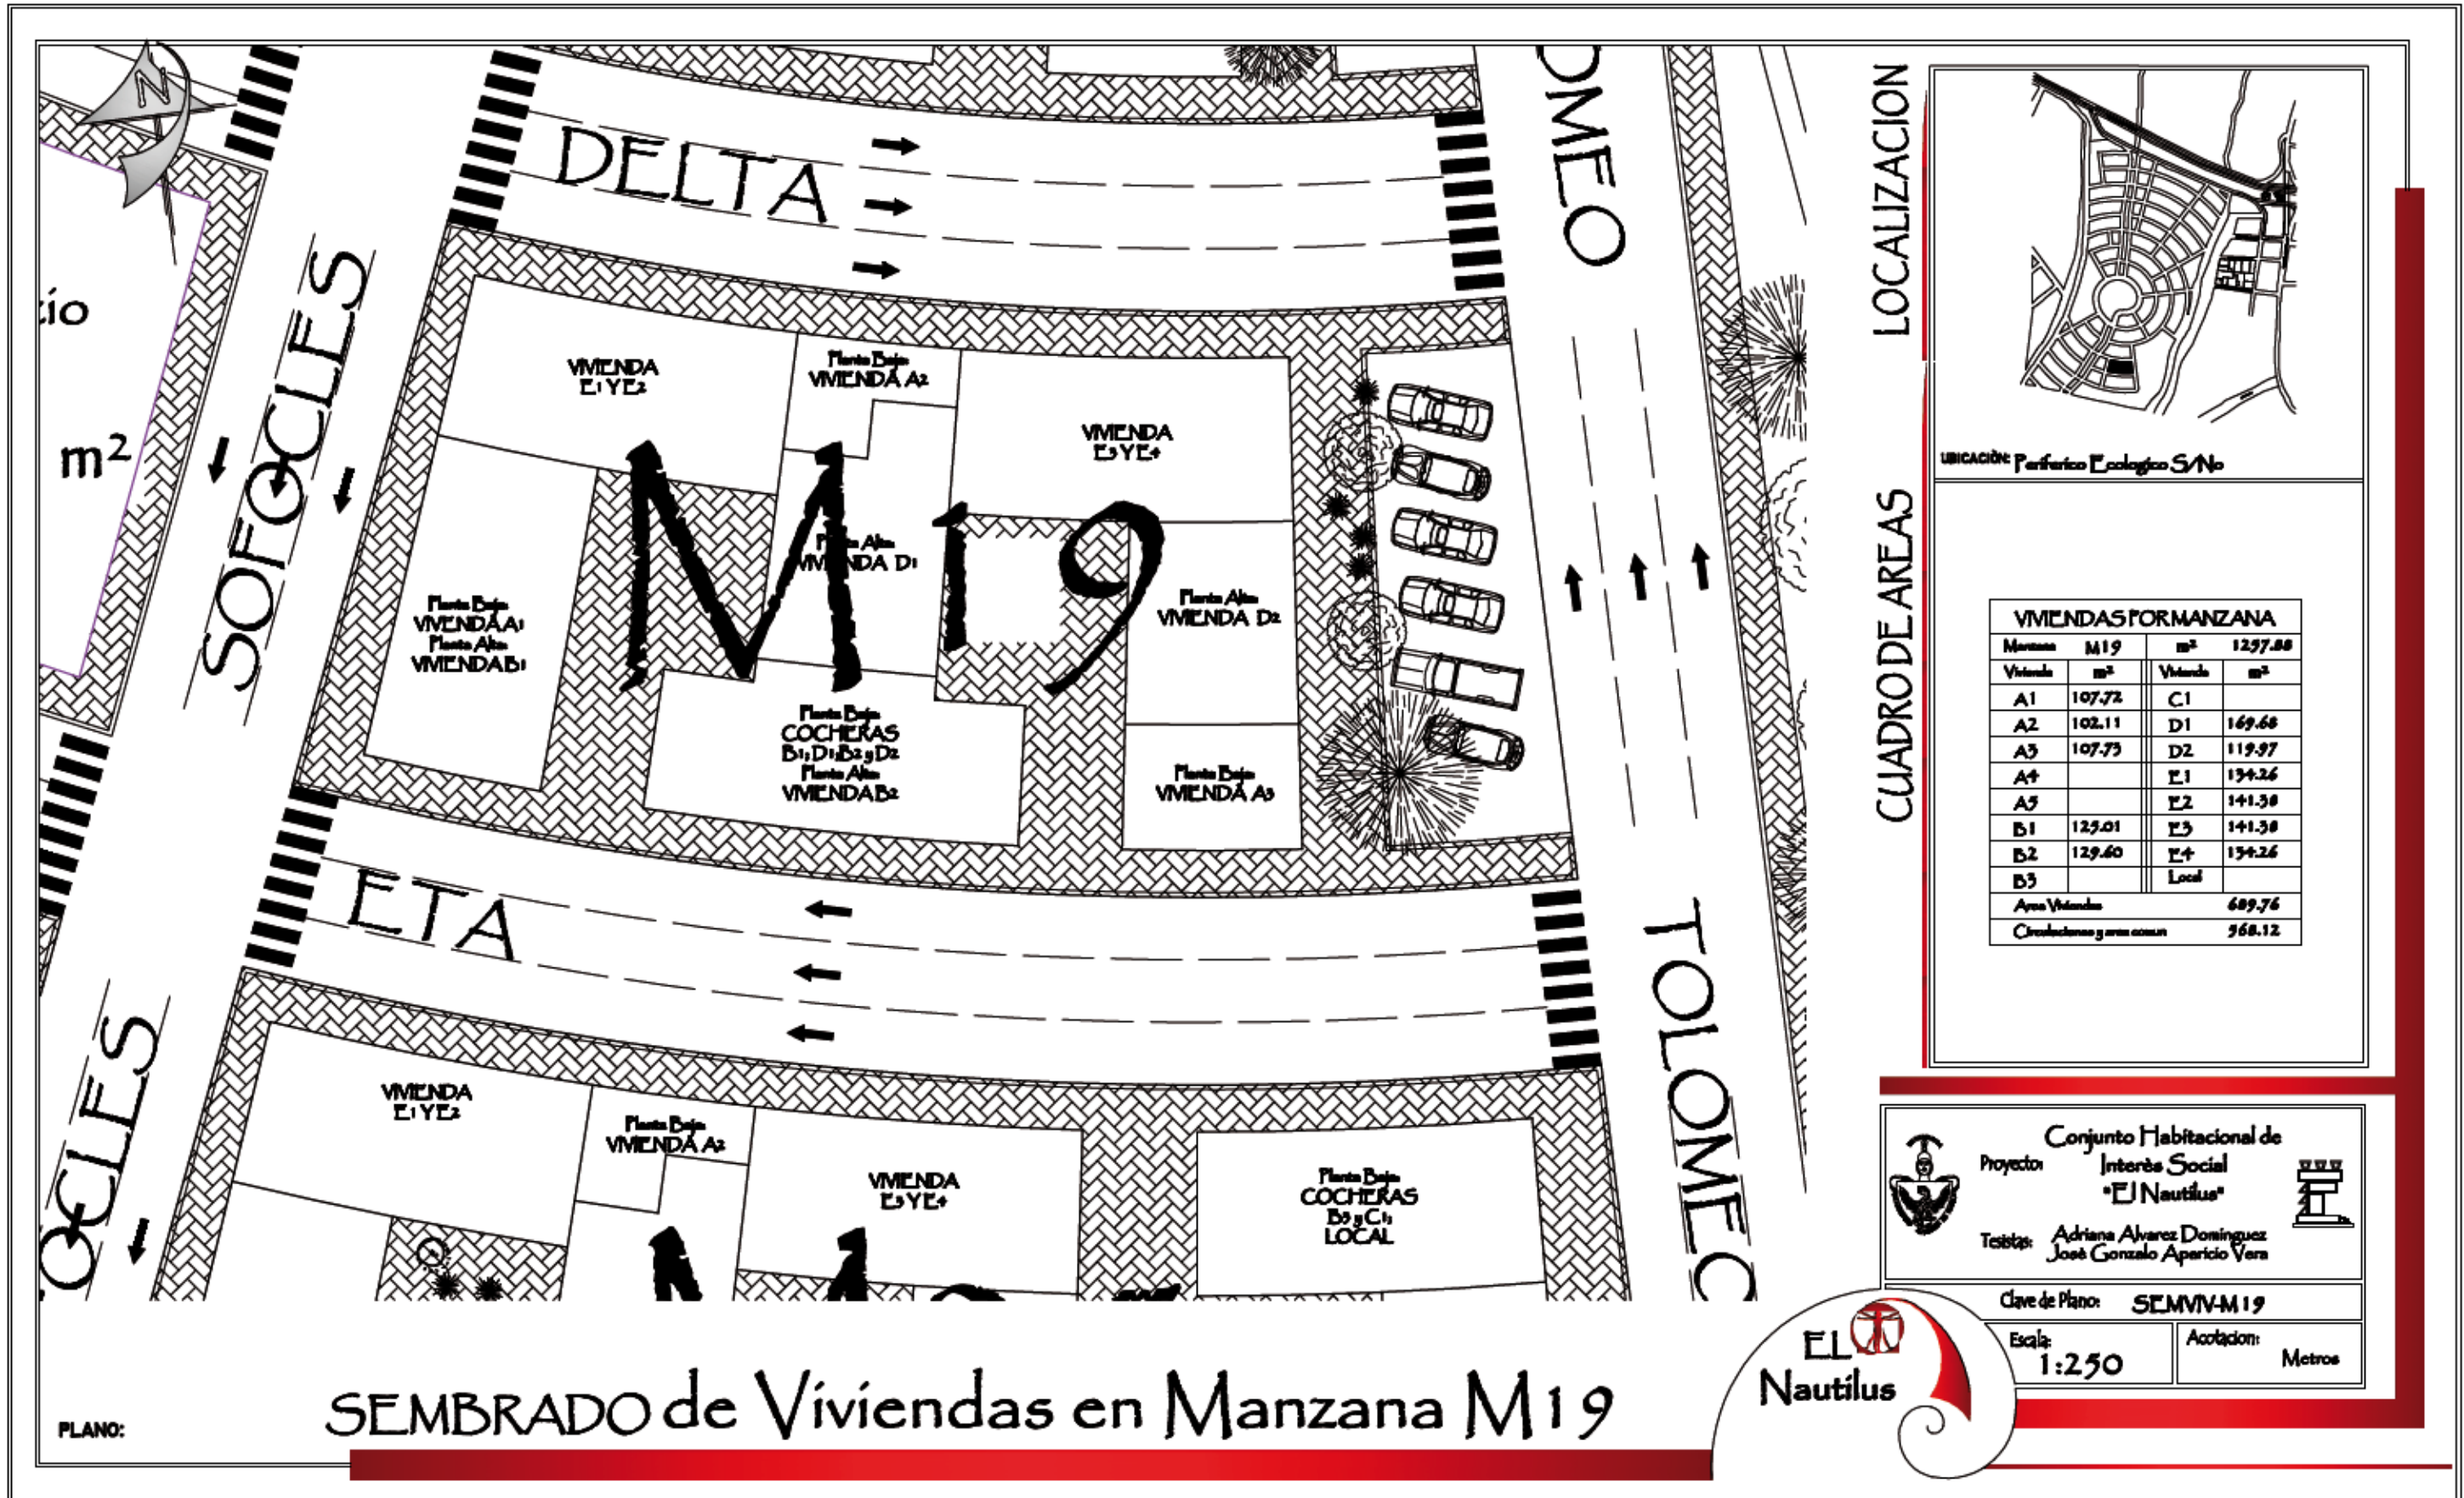 N
DELTA
OMEO
SOFOCLES
io
m²
VIVIENDA
E1 Y E2
Planta Baja:
VIVIENDA A2
VIVIENDA
E3 Y E4
M19
Planta Alta:
VIVIENDA D1
Planta Baja:
VIVIENDA A1
Planta Alta:
VIVIENDA B1
Planta Alta:
VIVIENDA D2
Planta Baja:
COCHERAS
B1; D1; B2 y D2
Planta Alta:
VIVIENDA B2
Planta Baja:
VIVIENDA A3
ETA
TOLOMEO
OCLES
VIVIENDA
E1 Y E2
Planta Baja:
VIVIENDA A2
VIVIENDA
E3 Y E4
Planta Baja:
COCHERAS
B3 y C1;
LOCAL
LOCALIZACION
UBICACIÓN: Periferico Ecologico S/No
CUADRO DE AREAS
VIVIENDAS POR MANZANA
Manzana M19 m² 1257.88
Vivienda m² Vivienda m²
A1 107.72 C1
A2 102.11 D1 169.68
A3 107.73 D2 119.97
A4 E1 134.26
A5 E2 141.38
B1 125.01 E3 141.38
B2 129.60 E4 134.26
B3 Local
Area Viviendas 689.76
Circulaciones y area comun 568.12
Proyecto: Conjunto Habitacional de
Interès Social
"El Nautilus"
Tesistas: Adriana Alvarez Dominguez
Josè Gonzalo Aparicio Vera
Clave de Plano: SEMVIV-M19
Escala: 1:250
Acotacion: Metros
EL
Nautilus
PLANO: SEMBRADO de Viviendas en Manzana M19